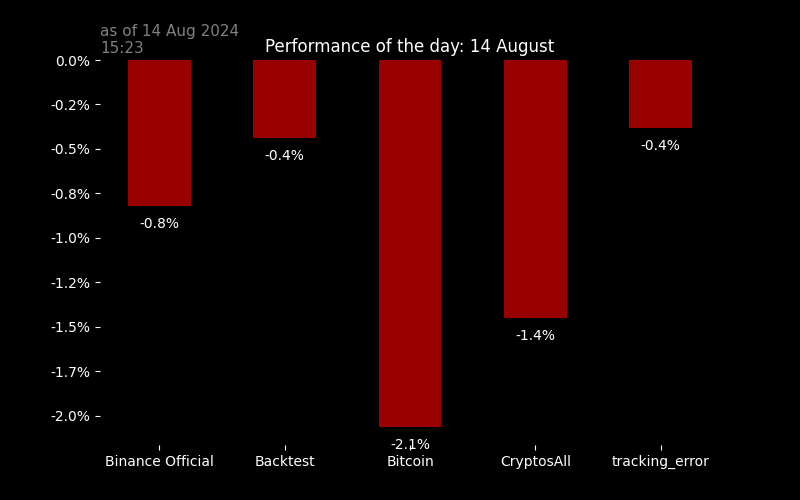 as of 14 Aug 2024
15:23
Performance of the day: 14 August
0.0%
-0.2%
-0.5%
-0.8%
-1.0%
-1.2%
-1.5%
-1.7%
-2.0%
-0.8%
-0.4%
-2.1%
-1.4%
-0.4%
Binance Official
Backtest
Bitcoin
CryptosAll
tracking_error